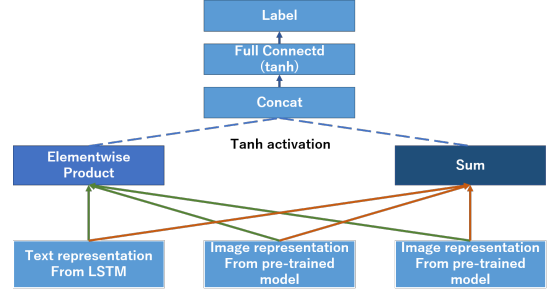 Label
Full Connectd
(tanh)
Concat
Tanh activation
Elementwise
Product
Sum
Text representation
From LSTM
Image representation
From pre-trained
model
Image representation
From pre-trained
model